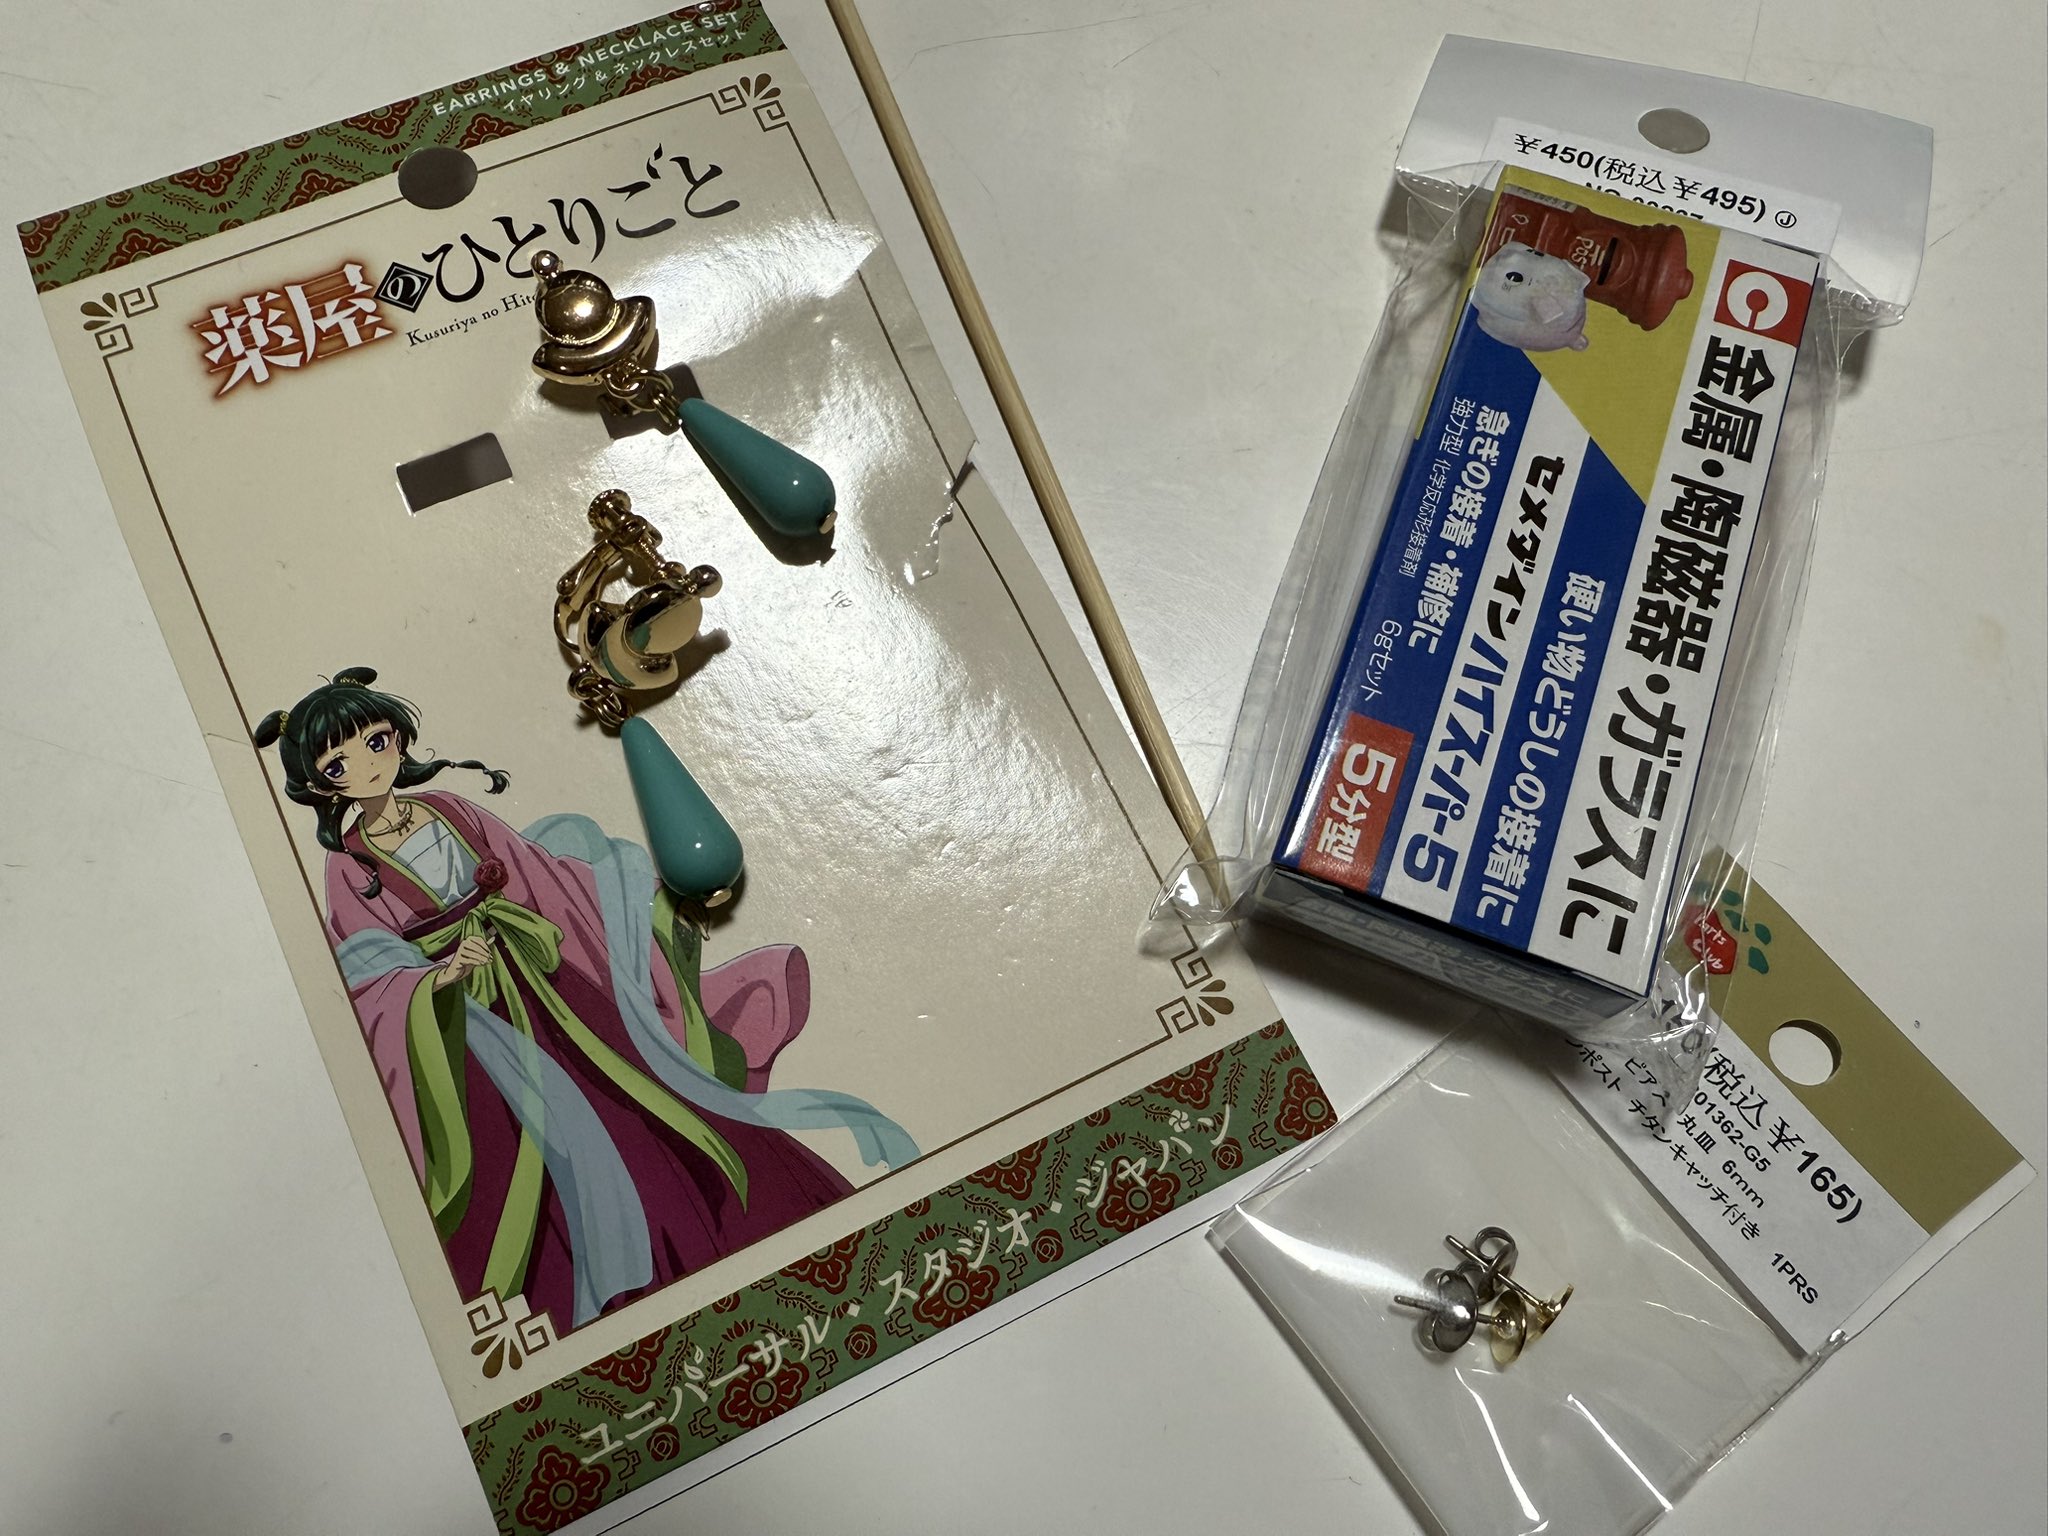 EARRINGS & NECKLACE SET
イヤリング & ネックレスセット
薬屋のひとりごと
Kusuriya no
ユニバーサル・スタジオ・ジャパン
¥450(税込¥495)
金属・陶磁器・ガラスに
硬い物どうしの接着に
セメダインハイスーパー5
急ぎの接着・補修に
強力型 化学反応形接着剤
6gセット
5分型
Parts Club
(税込¥165)
01362-G5
丸皿 6mm
ポスト チタンキャッチ付き 1PRS